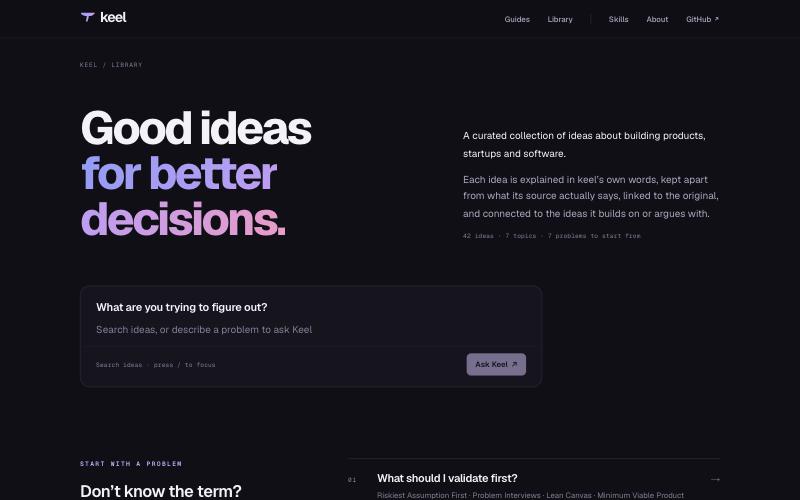 keel
Guides Library Skills About GitHub ↗
KEEL / LIBRARY
Good ideas
for better
decisions.
A curated collection of ideas about building products,
startups and software.
Each idea is explained in keel's own words, kept apart
from what its source actually says, linked to the original,
and connected to the ideas it builds on or argues with.
42 ideas · 7 topics · 7 problems to start from
What are you trying to figure out?
Search ideas, or describe a problem to ask Keel
Search ideas · press / to focus
Ask Keel ↗
START WITH A PROBLEM
Don't know the term?
01 What should I validate first? →
Riskiest Assumption First · Problem Interviews · Lean Canvas · Minimum Viable Product